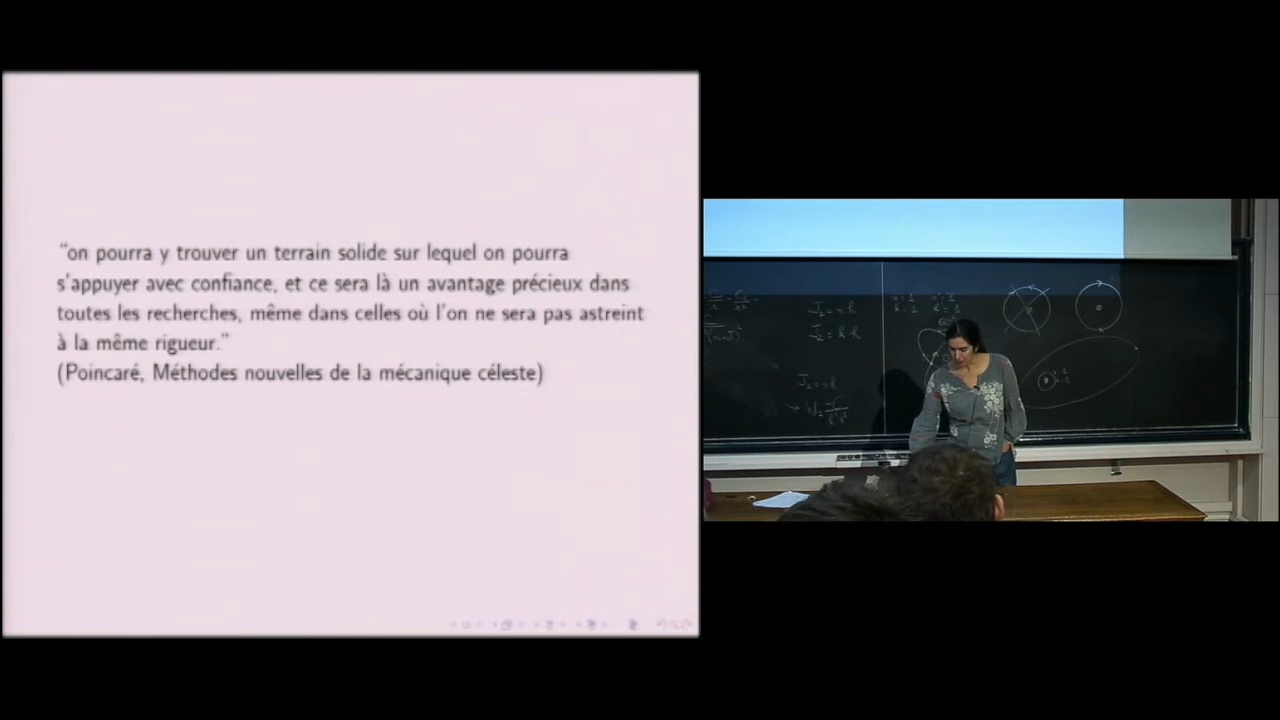 “on pourra y trouver un terrain solide sur lequel on pourra
s'appuyer avec confiance, et ce sera là un avantage précieux dans
toutes les recherches, même dans celles où l'on ne sera pas astreint
à la même rigueur.”
(Poincaré, Méthodes nouvelles de la mécanique céleste)